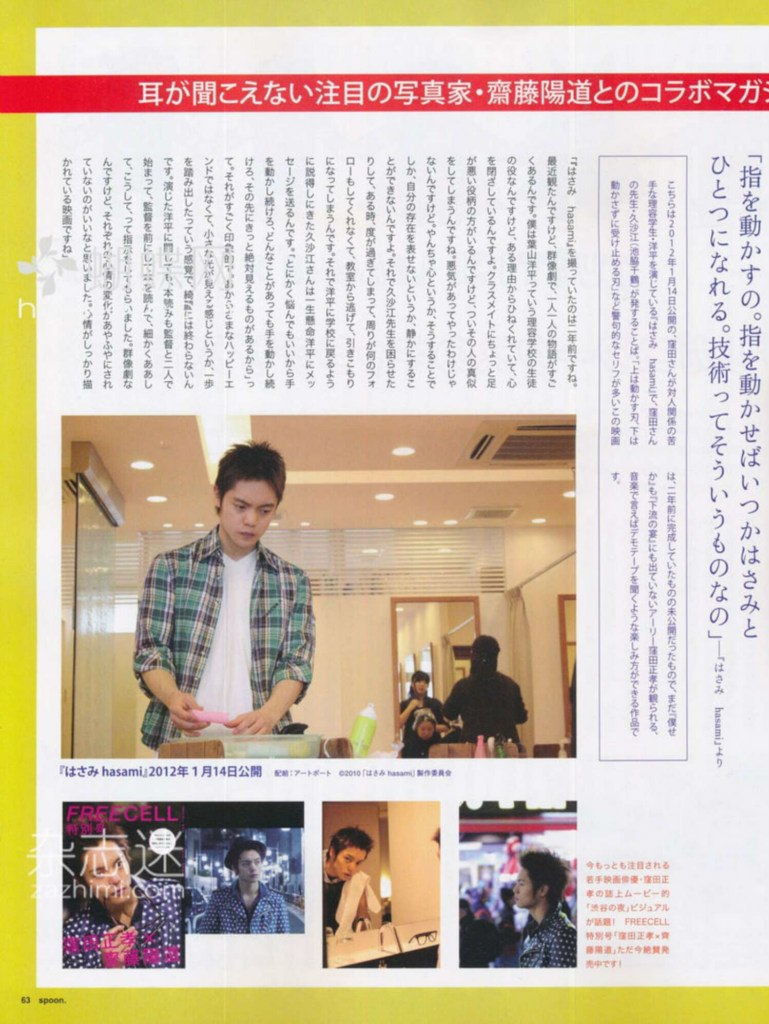 耳が聞こえない注目の写真家・齋藤陽道とのコラボマガジ
「指を動かすの。指を動かせばいつかはさみと
ひとつになれる。技術ってそういうものなの」―『はさみ hasami』より
こちらは2012年1月14日公開の、窪田さんが対人関係の苦
手な理容学生・洋平を演じている『はさみ hasami』で、窪田さん
の先生・久沙江(池脇千鶴)が発することば。「上は動かす刃、下は
動かさずに受け止める刃」など警句的なセリフが多いこの映画
は、二年前に完成していたものの未公開だったもので、まだ『僕せ
か』も『下流の宴』にも出ていないアーリー窪田正孝が観られる、
音楽で言えばデモテープを聞くような楽しみ方ができる作品で
す。
『はさみ hasami』を撮っていたのは二年前ですね。
最近観たんですけど、群像劇で、一人一人の物語がすご
くあるんです。僕は葉山洋平っていう理容学校の生徒
の役なんですけど、ある理由からひねくれていて、心
を閉ざしているんですよ。クラスメイトにちょっと足
が悪い役柄の方がいるんですけど、ついその人の真似
をしてしまうんですね。悪気があってやったわけじゃ
ないんですけど。やんちゃ心というか、そうすることで
しか、自分の存在を表せないというか、静かにするこ
とができないんですよ。それで久沙江先生を困らせた
りして、ある時、度が過ぎてしまって、周りが何のフォ
ローもしてくれなくて、教室から逃げて、引きこもり
になってしまうんです。それで洋平に学校に戻るよう
に説得しにきた久沙江さんは一生懸命洋平にメッ
セージを送るんです。「とにかく悩んでもいいから手
を動かし続けろ、どんなことがあっても手を動かし続
けろ、その先にきっと絶対見えるものがあるから」っ
て。それがすごく印象的で。あからさまなハッピーエ
ンドではなくて、小さな光が見えた感じというか、一歩
を踏み出したっていう感覚で、綺麗には終わらないん
です。演じた洋平に関しても、本読みも監督と二人で
始まって、監督を前にして本を読んで、細かくああし
て、こうして、って指示をしてもらいました。群像劇な
んですけど、それぞれの心情の変化があやふやにされ
ていないのがいいなと思いました。心情がしっかり描
かれている映画ですね」
『はさみ hasami』2012年1月14日公開 配給:アートポート ©2010「はさみ hasami」製作委員会
FREECELL
特別号
窪田正孝×
齋藤陽道
今もっとも注目される
若手映画俳優・窪田正
孝の誌上ムービー的
「渋谷の夜」ビジュアル
が話題! FREECELL
特別号「窪田正孝×齊
藤陽道」ただ今絶賛発
売中です!
杂志迷
zazhimi.com
63 spoon.